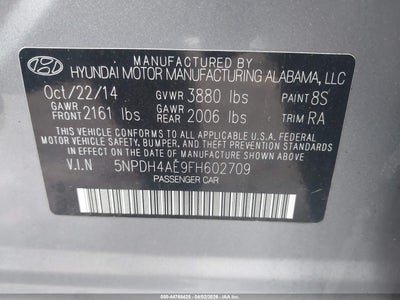 MANUFACTURED BY
HYUNDAI MOTOR MANUFACTURING ALABAMA, LLC
Oct/22/14 GVWR 3880 lbs PAINT 8S
GAWR FRONT 2161 lbs GAWR REAR 2006 lbs TRIM RA
THIS VEHICLE CONFORMS TO ALL APPLICABLE U.S. FEDERAL
MOTOR VEHICLE SAFETY, BUMPER, AND THEFT PREVENTION STANDARDS
IN EFFECT ON THE DATE OF MANUFACTURE SHOWN ABOVE.
V.I.N 5NPDH4AE9FH602709
PASSENGER CAR